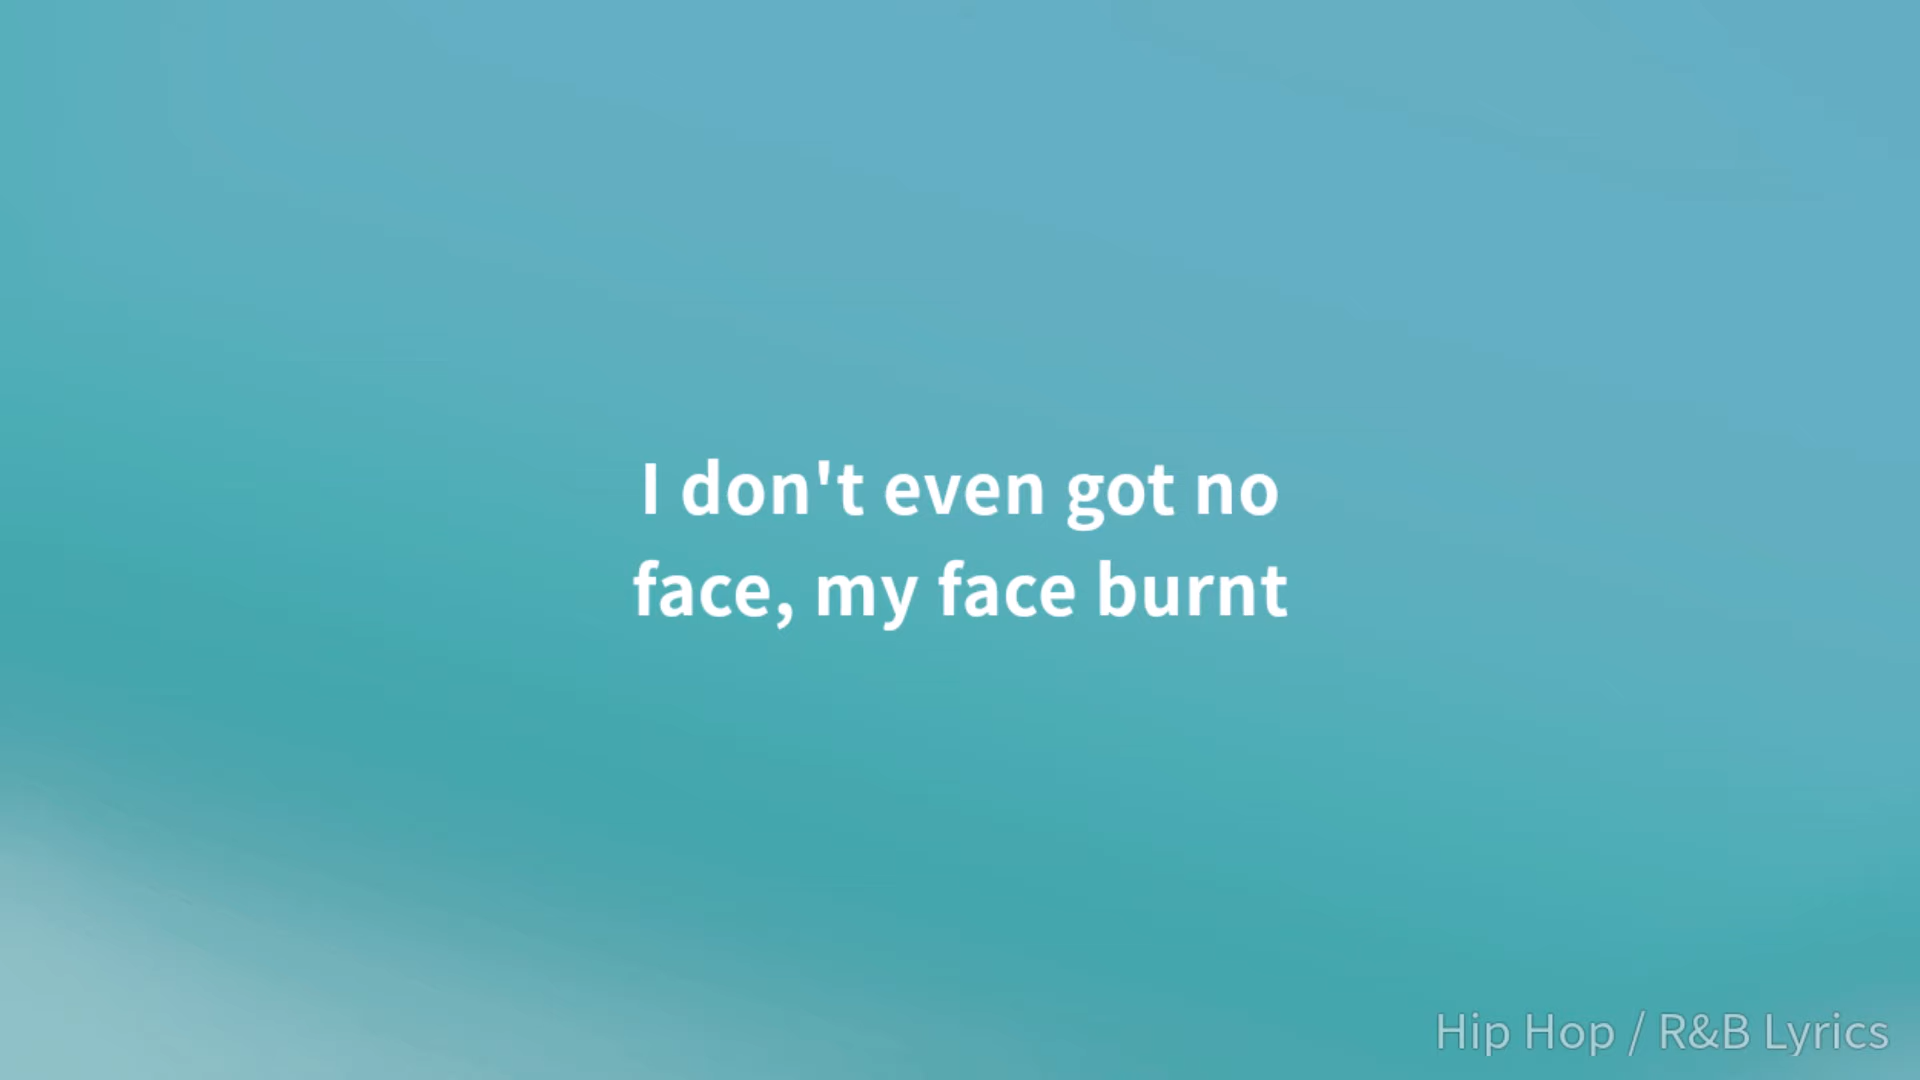 I don't even got no
face, my face burnt
Hip Hop / R&B Lyrics